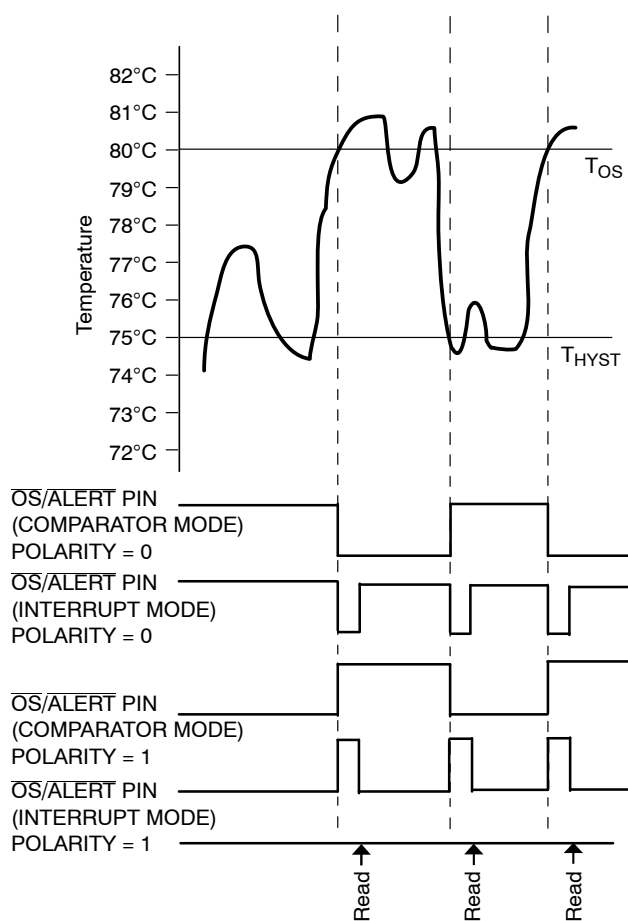 82°C
81°C
80°C
79°C
78°C
77°C
76°C
75°C
74°C
73°C
72°C
Temperature
TOS
THYST
OS/ALERT PIN
(COMPARATOR MODE)
POLARITY = 0
OS/ALERT PIN
(INTERRUPT MODE)
POLARITY = 0
OS/ALERT PIN
(COMPARATOR MODE)
POLARITY = 1
OS/ALERT PIN
(INTERRUPT MODE)
POLARITY = 1
Read
Read
Read